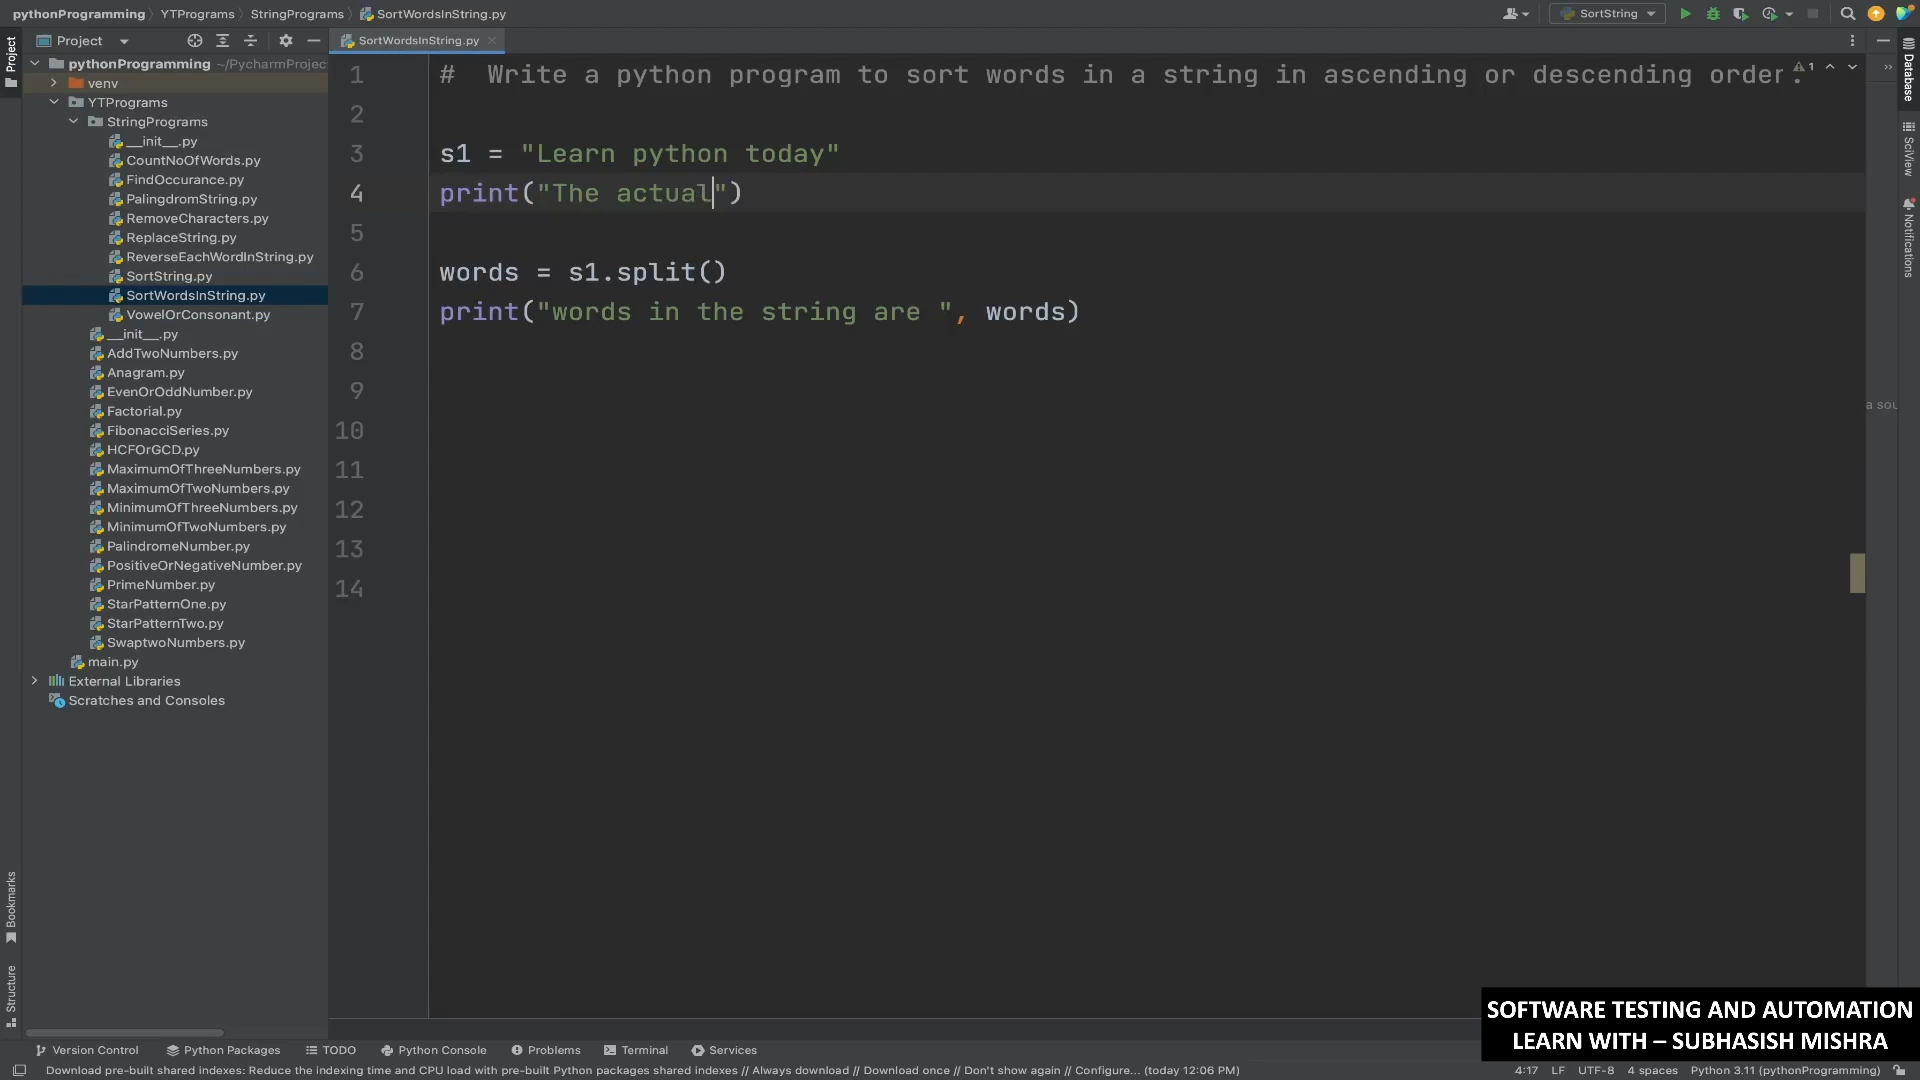 pythonProgramming > YTPrograms > StringPrograms > SortWordsInString.py
SortString
Project
SortWordsInString.py
pythonProgramming ~/PycharmProjec
venv
YTPrograms
StringPrograms
__init__.py
CountNoOfWords.py
FindOccurance.py
PalingdromString.py
RemoveCharacters.py
ReplaceString.py
ReverseEachWordInString.py
SortString.py
SortWordsInString.py
VowelOrConsonant.py
__init__.py
AddTwoNumbers.py
Anagram.py
EvenOrOddNumber.py
Factorial.py
FibonacciSeries.py
HCFOrGCD.py
MaximumOfThreeNumbers.py
MaximumOfTwoNumbers.py
MinimumOfThreeNumbers.py
MinimumOfTwoNumbers.py
PalindromeNumber.py
PositiveOrNegativeNumber.py
PrimeNumber.py
StarPatternOne.py
StarPatternTwo.py
SwaptwoNumbers.py
main.py
External Libraries
Scratches and Consoles
1 #  Write a python program to sort words in a string in ascending or descending order.
1
2
3 s1 = "Learn python today"
4 print("The actual")
5
6 words = s1.split()
7 print("words in the string are ", words)
8
9
10
11
12
13
14
Project
Bookmarks
Structure
Database
SciView
Notifications
a sou
SOFTWARE TESTING AND AUTOMATION
LEARN WITH – SUBHASISH MISHRA
Version Control Python Packages TODO Python Console Problems Terminal Services
Download pre-built shared indexes: Reduce the indexing time and CPU load with pre-built Python packages shared indexes // Always download // Download once // Don't show again // Configure... (today 12:06 PM) 4:17 LF UTF-8 4 spaces Python 3.11 (pythonProgramming)